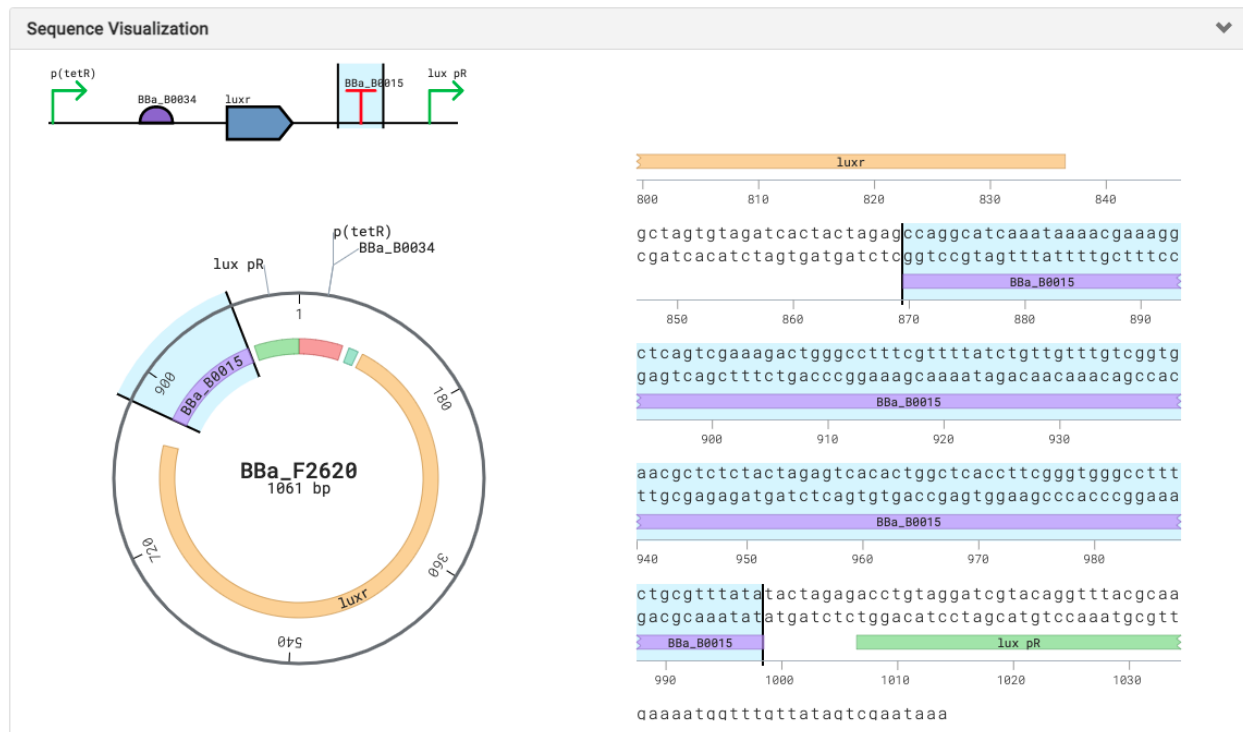 Sequence Visualization
p(tetR)
BBa_B0034
luxr
BBa_B0015
lux pR
p(tetR)
BBa_B0034
lux pR
1
180
360
540
720
900
BBa_B0015
luxr
BBa_F2620
1061 bp
luxr
800 810 820 830 840
gctagtgtagatcactactagagccaggcatcaaataaaacgaaagg
cgatcacatctagtgatgatctcggtccgtagtttattttgctttcc
BBa_B0015
850 860 870 880 890
ctcagtcgaaagactgggcctttcgttttatctgttgtttgtcggtg
gagtcagctttctgacccggaaagcaaaatagacaacaaacagccac
BBa_B0015
900 910 920 930
aacgctctctactagagtcacactggctcaccttcgggtgggccttt
ttgcgagagatgatctcagtgtgaccgagtggaagcccacccggaaa
BBa_B0015
940 950 960 970 980
ctgcgtttatatactagagacctgtaggatcgtacaggtttacgcaa
gacgcaaatatatgatctctggacatcctagcatgtccaaatgcgtt
BBa_B0015 lux pR
990 1000 1010 1020 1030
gaaaatggtttgttatagtcgaataaa